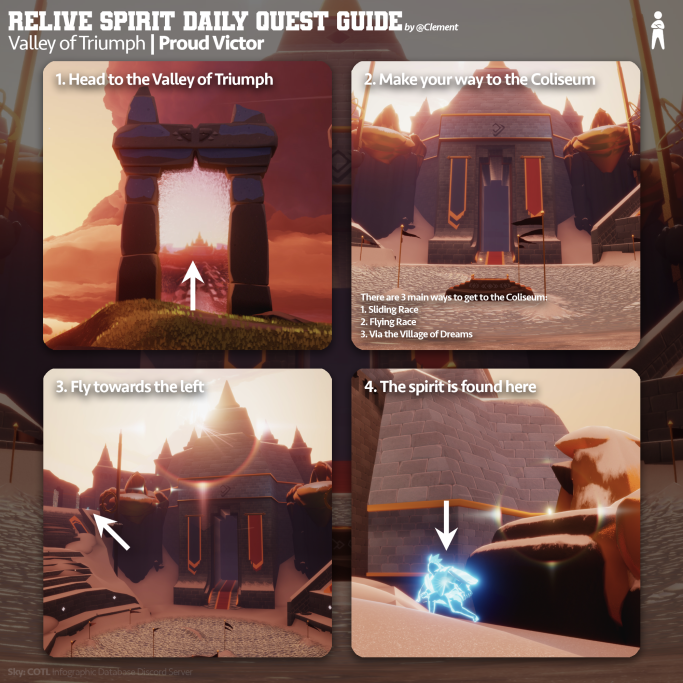 RELIVE SPIRIT DAILY QUEST GUIDE by @Clement
Valley of Triumph | Proud Victor
1. Head to the Valley of Triumph
2. Make your way to the Coliseum
There are 3 main ways to get to the Coliseum:
1. Sliding Race
2. Flying Race
3. Via the Village of Dreams
3. Fly towards the left
4. The spirit is found here
Sky: COTL Infographic Database Discord Server